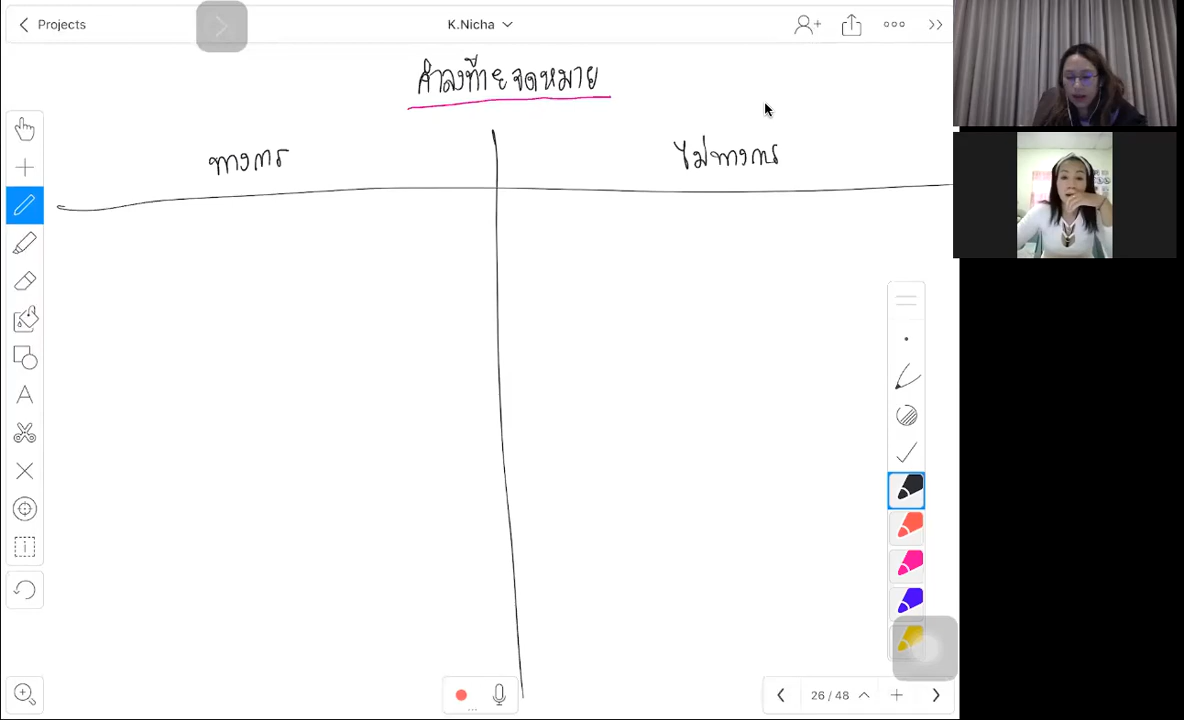 Projects
K.Nicha
คำลงท้ายจดหมาย
ทางการ
ไม่ทางการ
26 / 48